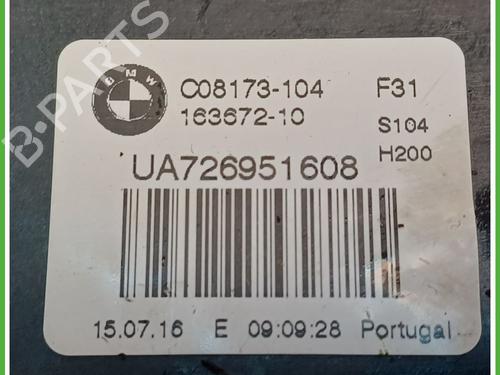 BMW
C08173-104 F31
163672-10 S104
H200
UA726951608
15.07.16 E 09:09:28 Portugal
B-PARTS